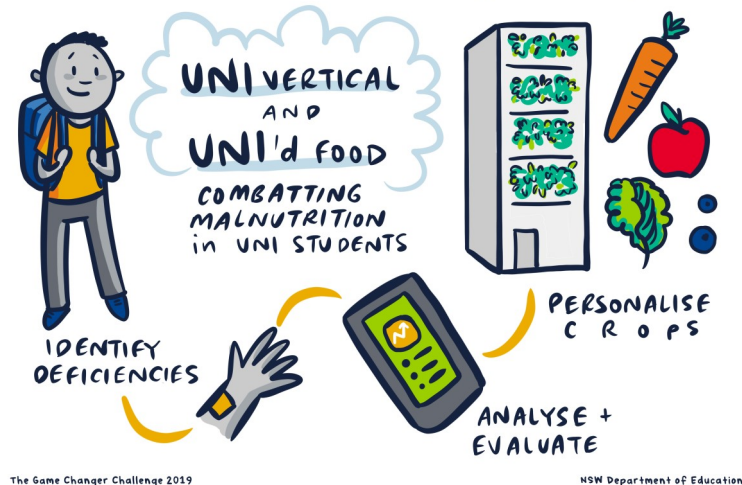 UNIVERTICAL
AND
UNI'd FOOD
COMBATTING
MALNUTRITION
in UNI STUDENTS
IDENTIFY
DEFICIENCIES
ANALYSE +
EVALUATE
PERSONALISE
CROPS
The Game Changer Challenge 2019
NSW Department of Education